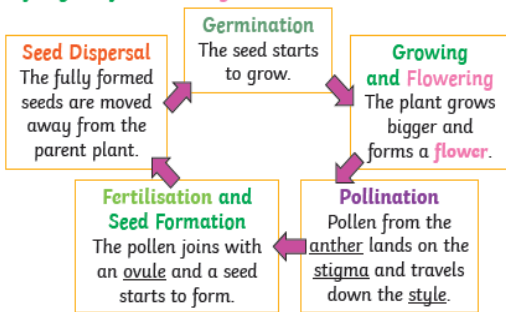 Germination
The seed starts
to grow.
Growing
and Flowering
The plant grows
bigger and
forms a flower.
Pollination
Pollen from the
anther lands on the
stigma and travels
down the style.
Fertilisation and
Seed Formation
The pollen joins with
an ovule and a seed
starts to form.
Seed Dispersal
The fully formed
seeds are moved
away from the
parent plant.